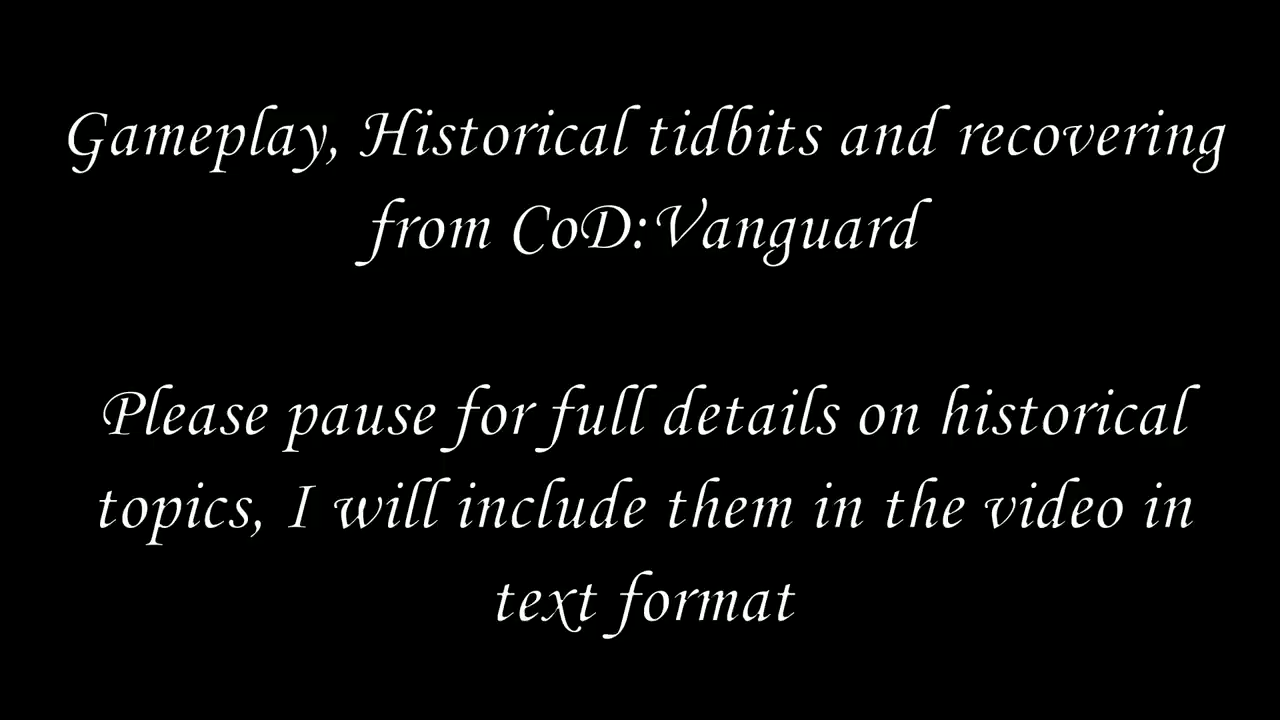 Gameplay, Historical tidbits and recovering
from CoD:Vanguard
Please pause for full details on historical
topics, I will include them in the video in
text format